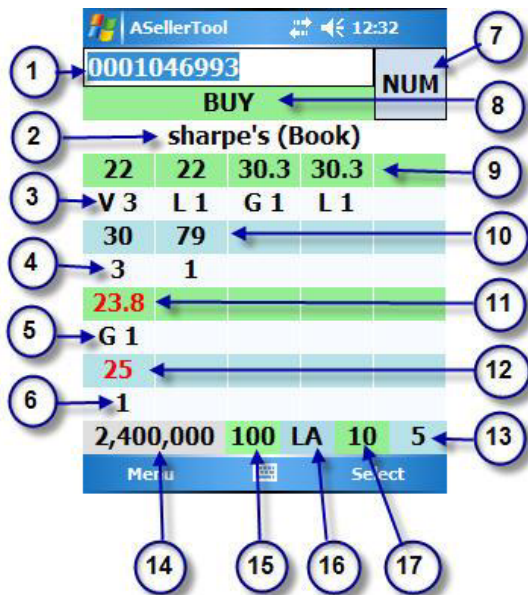 ASellerTool 12:32
1 0001046993 NUM 7
BUY 8
2 sharpe's (Book)
22 22 30.3 30.3 9
3 V 3 L 1 G 1 L 1
30 79 10
4 3 1
23.8 11
5 G 1
25 12
6 1
2,400,000 100 LA 10 5 13
Menu Select
14 15 16 17